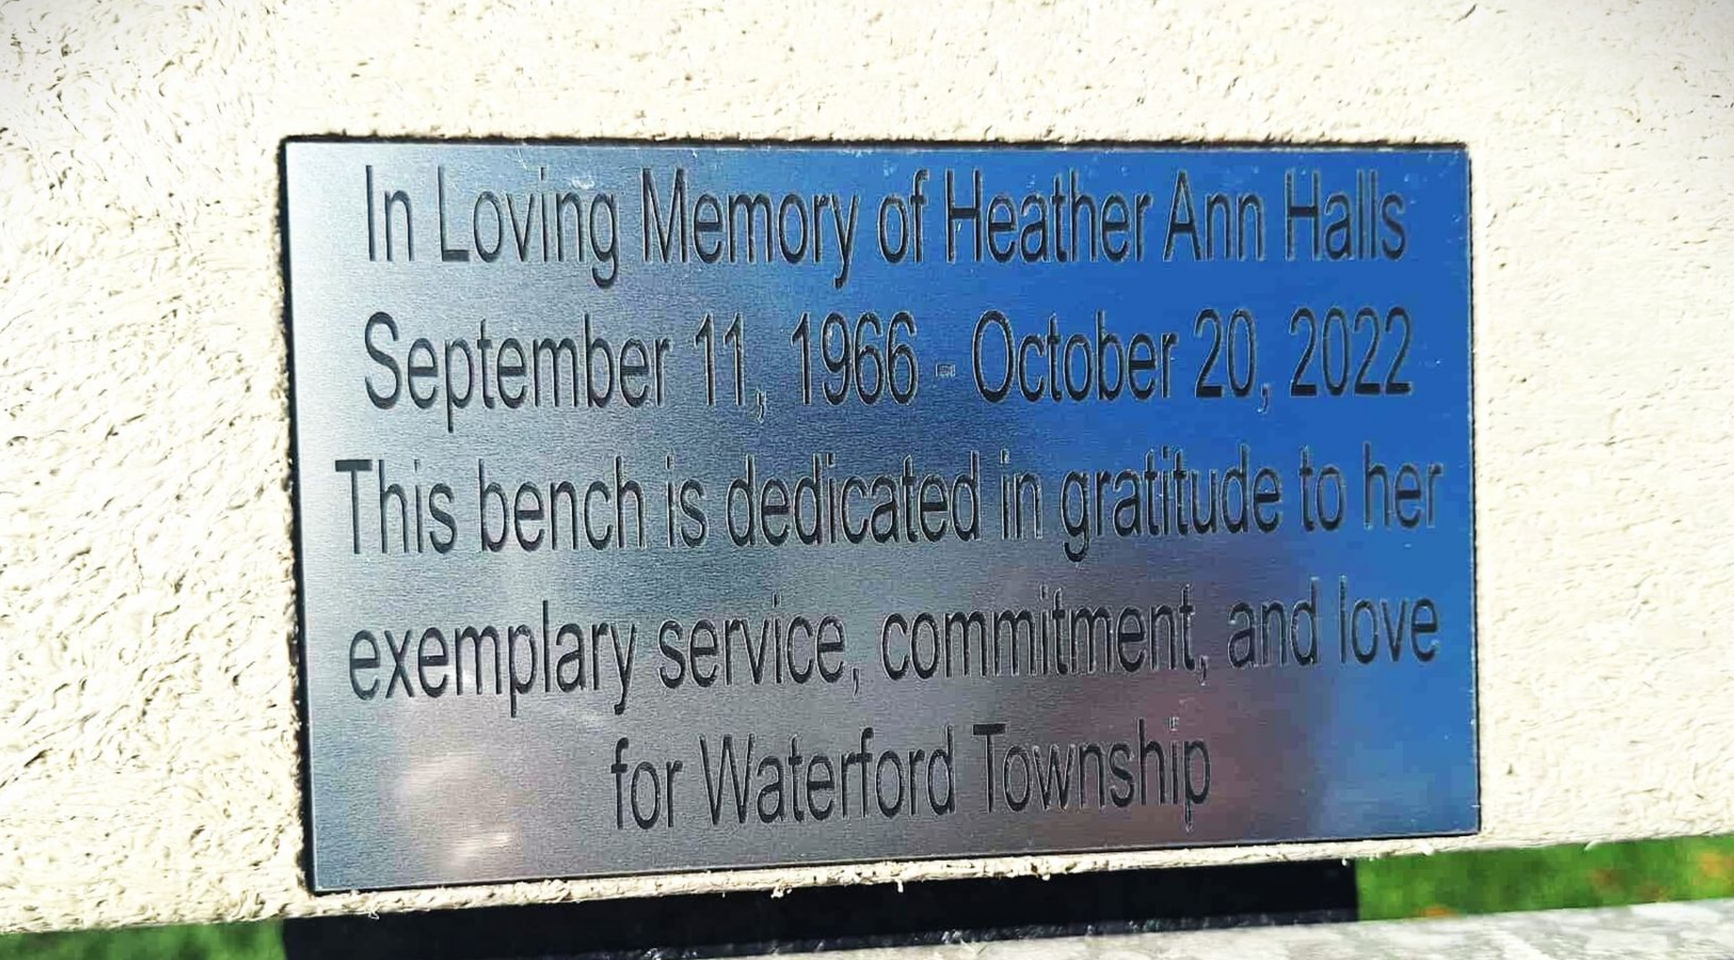 In Loving Memory of Heather Ann Halls
September 11, 1966 - October 20, 2022
This bench is dedicated in gratitude to her
exemplary service, commitment, and love
for Waterford Township